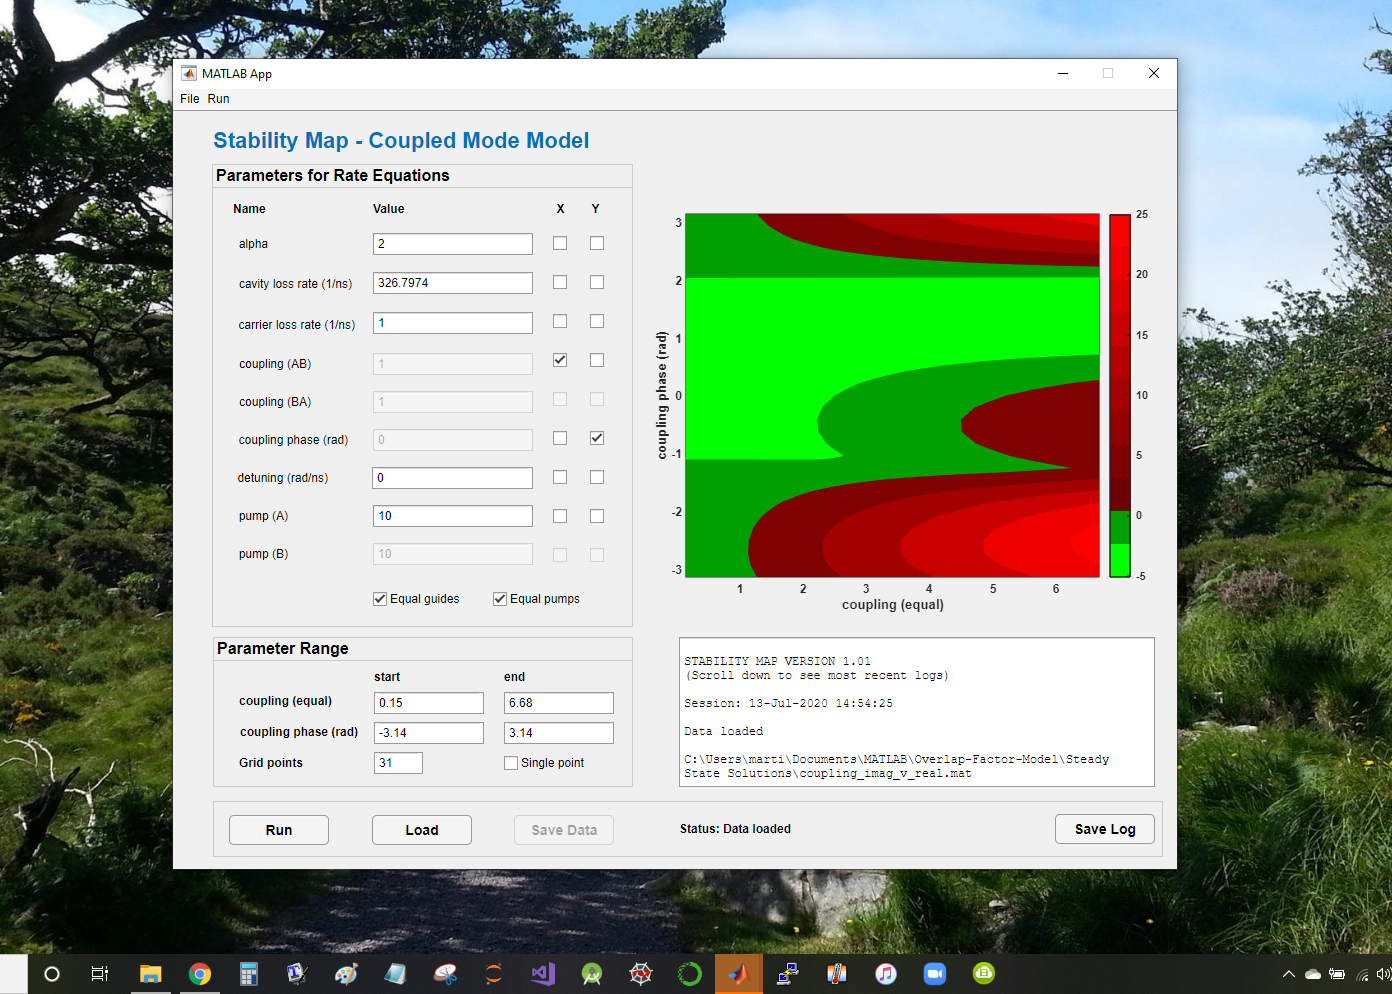 MATLAB App
File Run
Stability Map - Coupled Mode Model
Parameters for Rate Equations
Name Value X Y
alpha 2
cavity loss rate (1/ns) 326.7974
carrier loss rate (1/ns) 1
coupling (AB) 1
coupling (BA) 1
coupling phase (rad) 0
detuning (rad/ns) 0
pump (A) 10
pump (B) 10
Equal guides Equal pumps
coupling phase (rad)
3
2
1
0
-1
-2
-3
1 2 3 4 5 6
coupling (equal)
25
20
15
10
5
0
-5
Parameter Range
start end
coupling (equal) 0.15 6.68
coupling phase (rad) -3.14 3.14
Grid points 31 Single point
STABILITY MAP VERSION 1.01
(Scroll down to see most recent logs)
Session: 13-Jul-2020 14:54:25
Data loaded
C:\Users\marti\Documents\MATLAB\Overlap-Factor-Model\Steady
State Solutions\coupling_imag_v_real.mat
Run Load Save Data Status: Data loaded Save Log